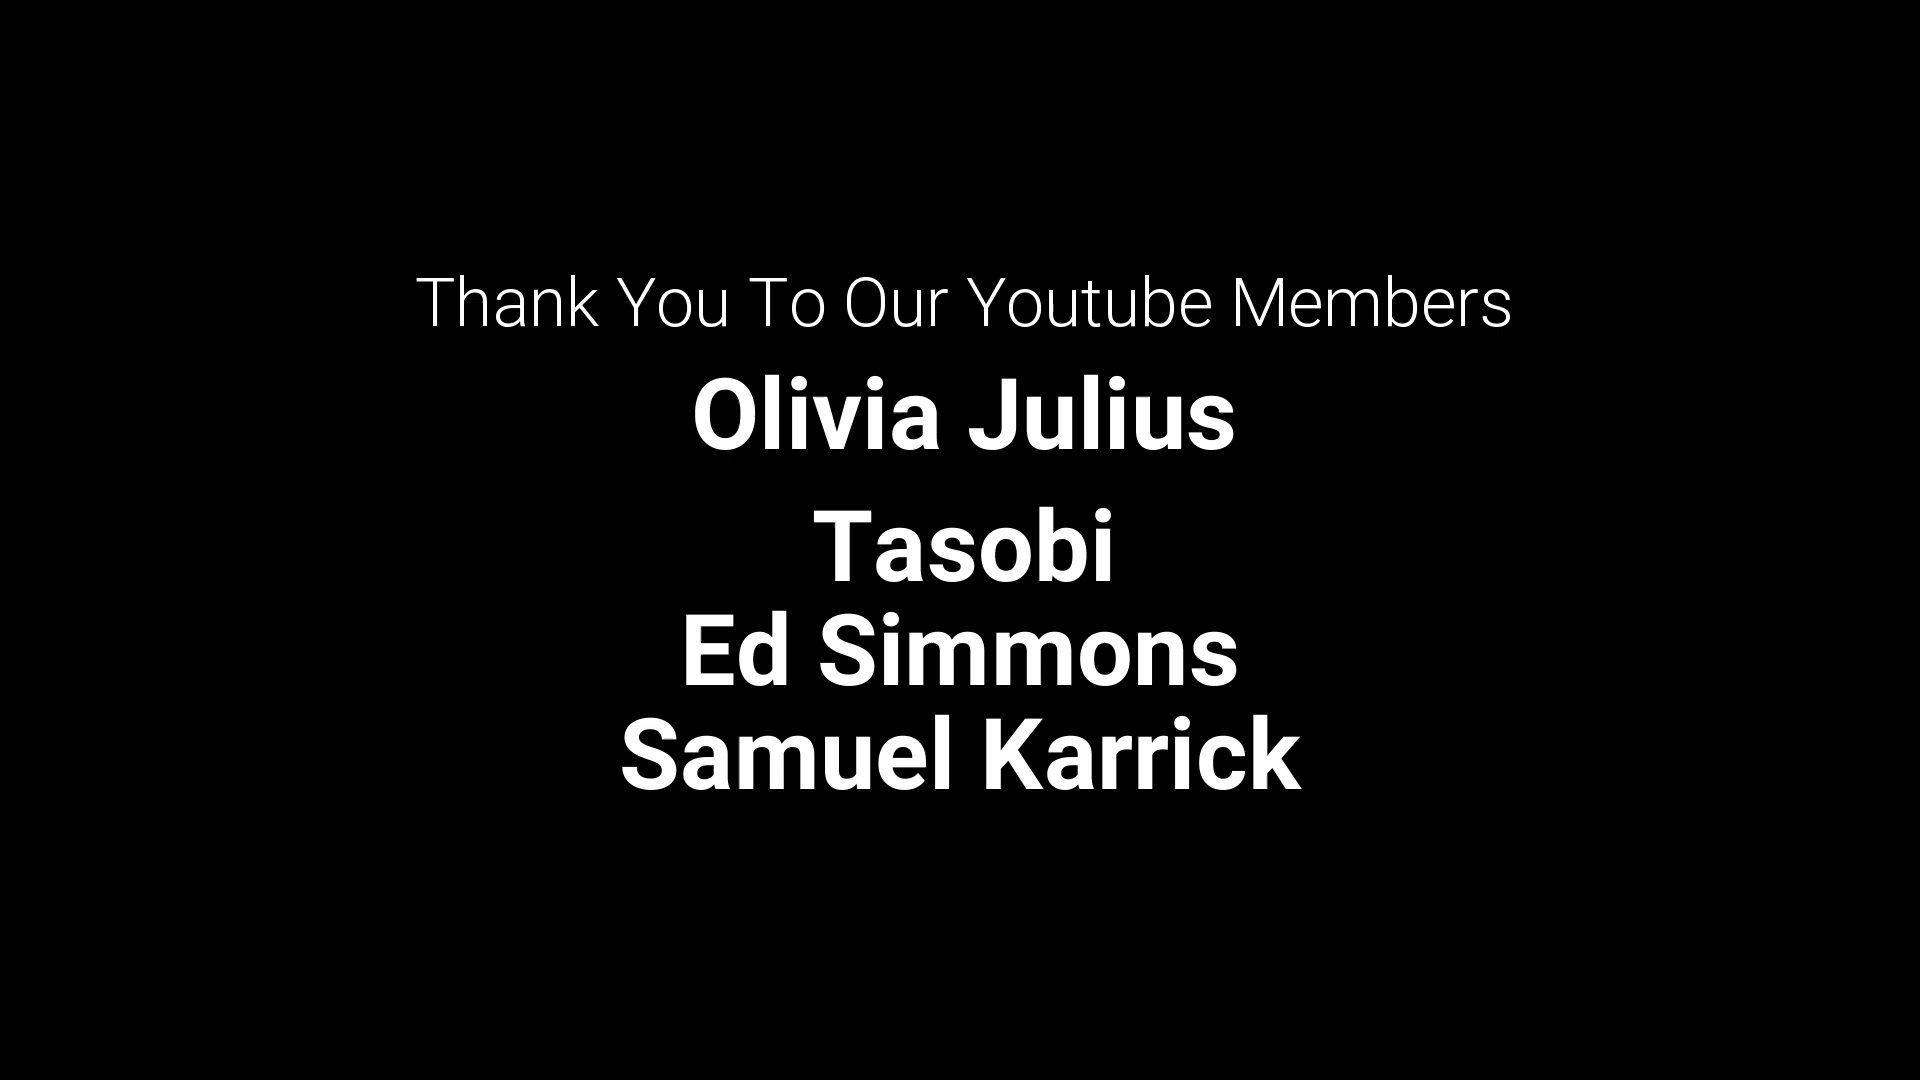 Thank You To Our Youtube Members
Olivia Julius
Tasobi
Ed Simmons
Samuel Karrick